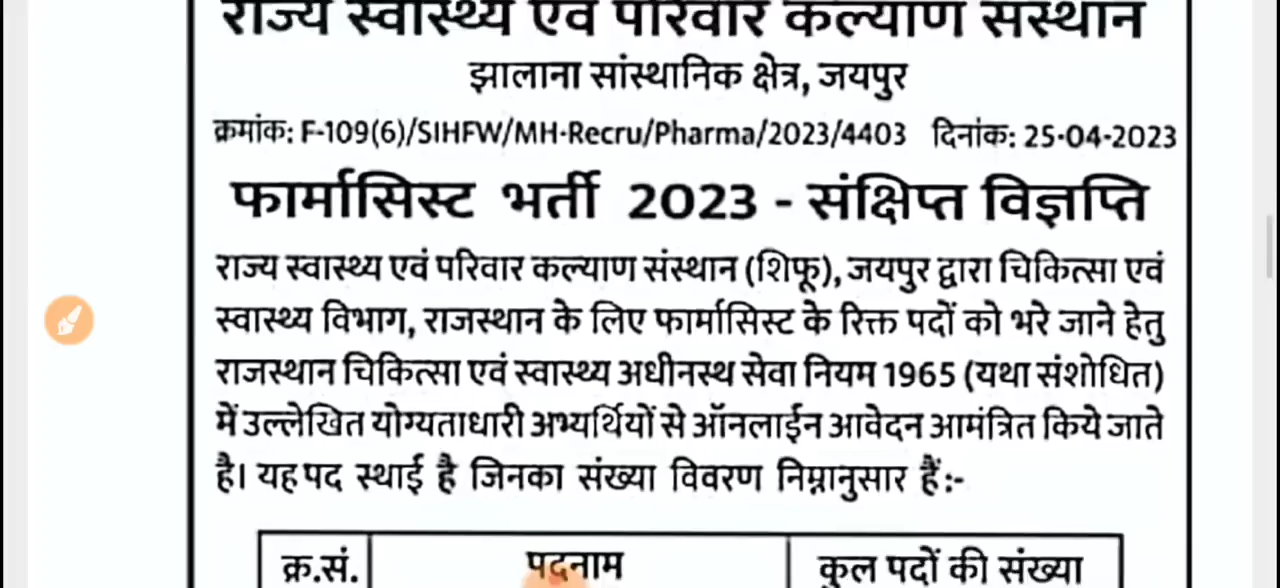 राज्य स्वास्थ्य एवं परिवार कल्याण संस्थान
झालाना सांस्थानिक क्षेत्र, जयपुर
क्रमांक: F-109(6)/SIHFW/MH-Recru/Pharma/2023/4403 दिनांक: 25-04-2023
फार्मासिस्ट भर्ती 2023 - संक्षिप्त विज्ञप्ति
राज्य स्वास्थ्य एवं परिवार कल्याण संस्थान (शिफू), जयपुर द्वारा चिकित्सा एवं
स्वास्थ्य विभाग, राजस्थान के लिए फार्मासिस्ट के रिक्त पदों को भरे जाने हेतु
राजस्थान चिकित्सा एवं स्वास्थ्य अधीनस्थ सेवा नियम 1965 (यथा संशोधित)
में उल्लेखित योग्यताधारी अभ्यर्थियों से ऑनलाईन आवेदन आमंत्रित किये जाते
है। यह पद स्थाई है जिनका संख्या विवरण निम्नानुसार हैं:-
क्र.सं. पदनाम कुल पदों की संख्या